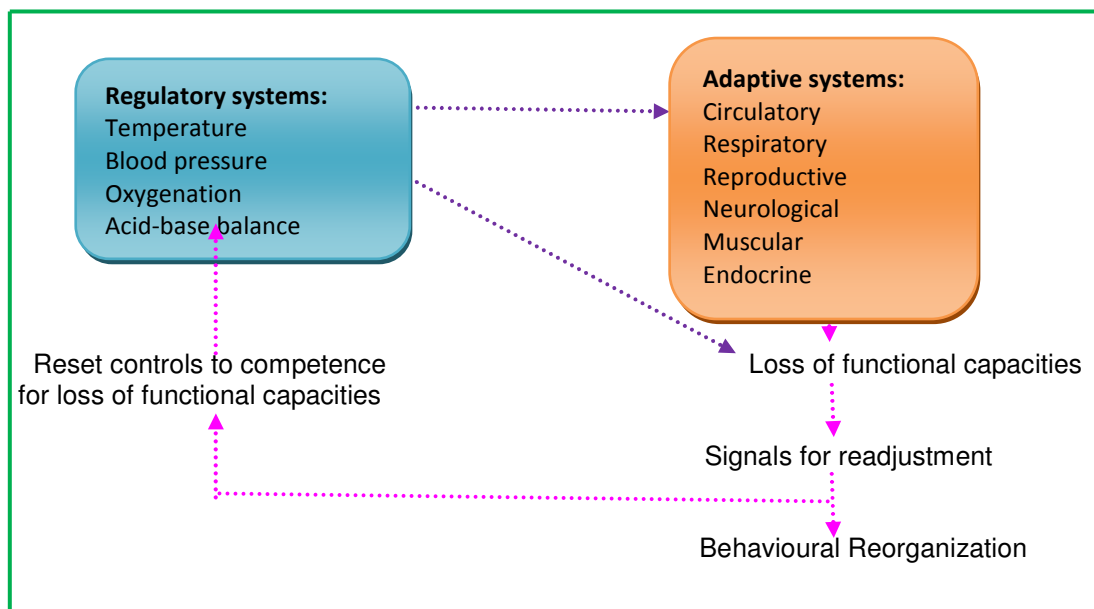 Regulatory systems:
Temperature
Blood pressure
Oxygenation
Acid-base balance
Adaptive systems:
Circulatory
Respiratory
Reproductive
Neurological
Muscular
Endocrine
Reset controls to competence
for loss of functional capacities
Loss of functional capacities
Signals for readjustment
Behavioural Reorganization